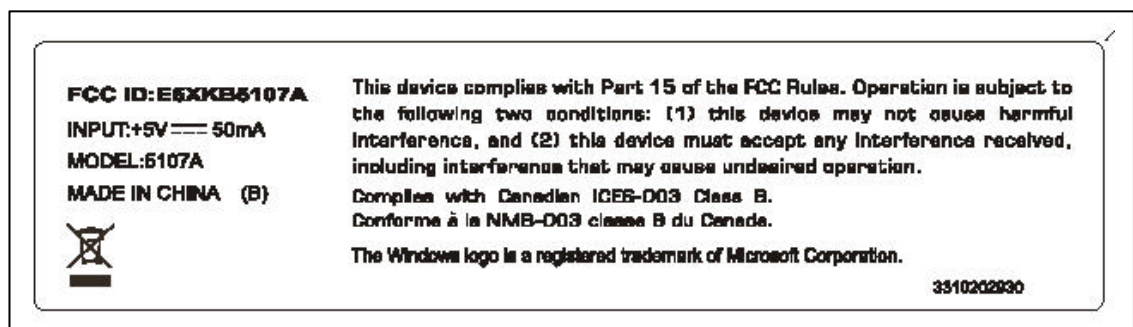 FCC ID:E5XKB5107A
INPUT:+5V⎓50mA
MODEL:5107A
MADE IN CHINA (B)
This device complies with Part 15 of the FCC Rules. Operation is subject to
the following two conditions: (1) this device may not cause harmful
interference, and (2) this device must accept any interference received,
including interference that may cause undesired operation.
Complies with Canadian ICES-003 Class B.
Conforme à la NMB-003 classe B du Canada.
The Windows logo is a registered trademark of Microsoft Corporation.
3310202930